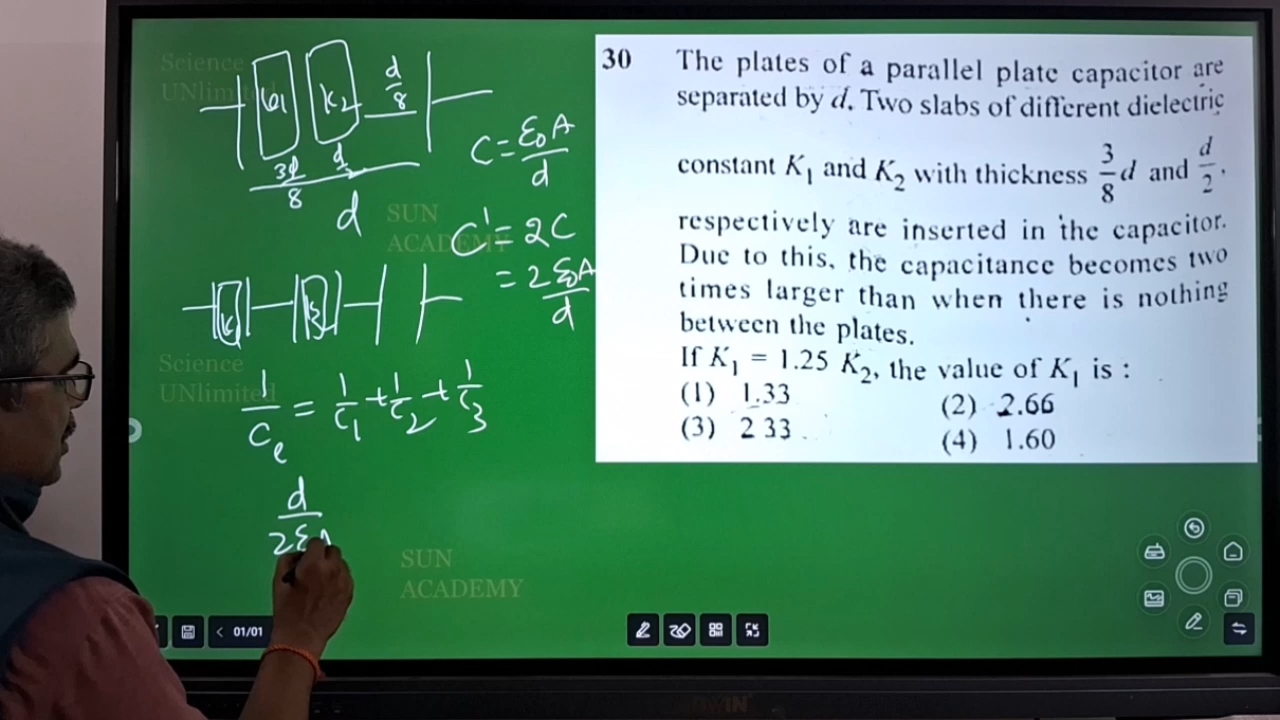 Science
UNlimited
K2
d/8
3d/8
d/2
d
C = ε₀A/d
SUN
ACADEMY
C' = 2C
= 2ε₀A/d
Science
UNlimited
1/Ce = 1/C1 + 1/C2 + 1/C3
d
2ε
SUN
ACADEMY
30 The plates of a parallel plate capacitor are
separated by d. Two slabs of different dielectric
constant K₁ and K₂ with thickness 3/8 d and d/2,
respectively are inserted in the capacitor.
Due to this, the capacitance becomes two
times larger than when there is nothing
between the plates.
If K₁ = 1.25 K₂, the value of K₁ is :
(1) 1.33
(2) 2.66
(3) 2 33
(4) 1.60
< 01/01